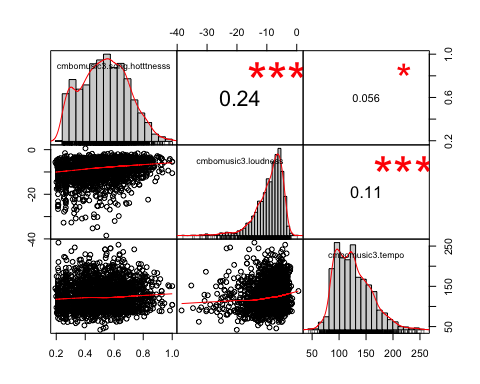 -40 -30 -20 -10 0
cmbomusic3.song.hotttnesss
***
0.24
*
0.056
0.2 0.6 1.0
0 -20 -40
cmbomusic3.loudness
***
0.11
cmbomusic3.tempo
50 150 250
0.2 0.4 0.6 0.8 1.0
50 100 150 200 250